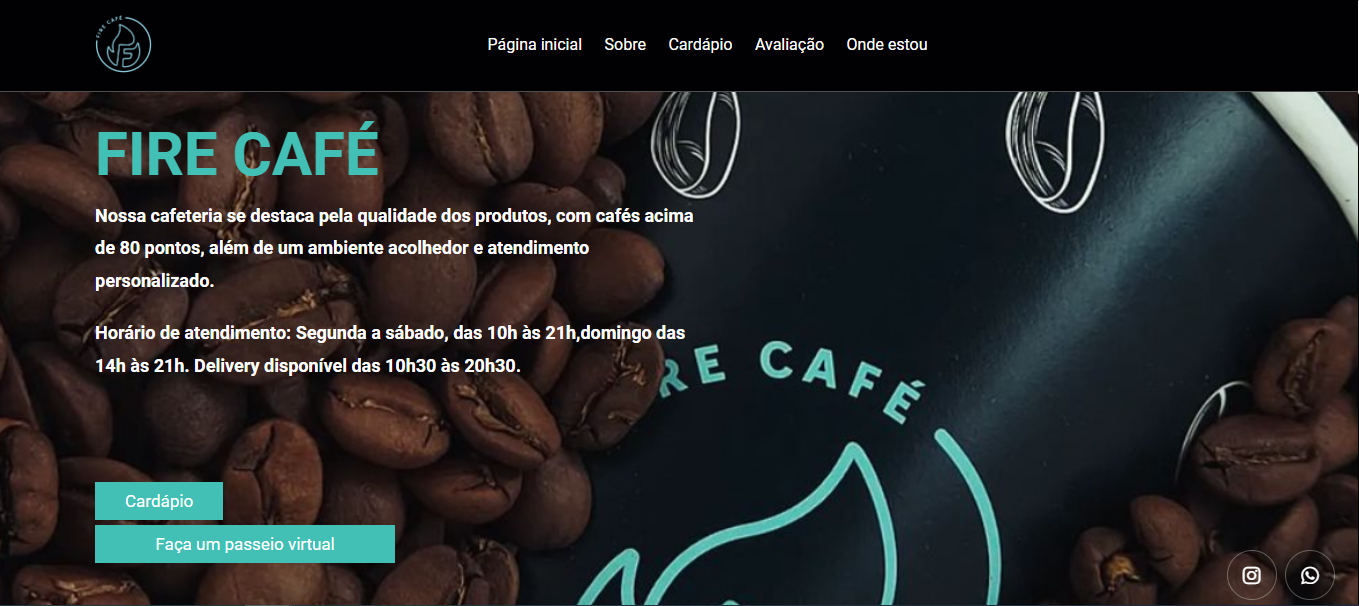 FIRE CAFÉ
Página inicial Sobre Cardápio Avaliação Onde estou
FIRE CAFÉ
Nossa cafeteria se destaca pela qualidade dos produtos, com cafés acima
de 80 pontos, além de um ambiente acolhedor e atendimento
personalizado.
Horário de atendimento: Segunda a sábado, das 10h às 21h,domingo das
14h às 21h. Delivery disponível das 10h30 às 20h30.
FIRE CAFÉ
Cardápio
Faça um passeio virtual